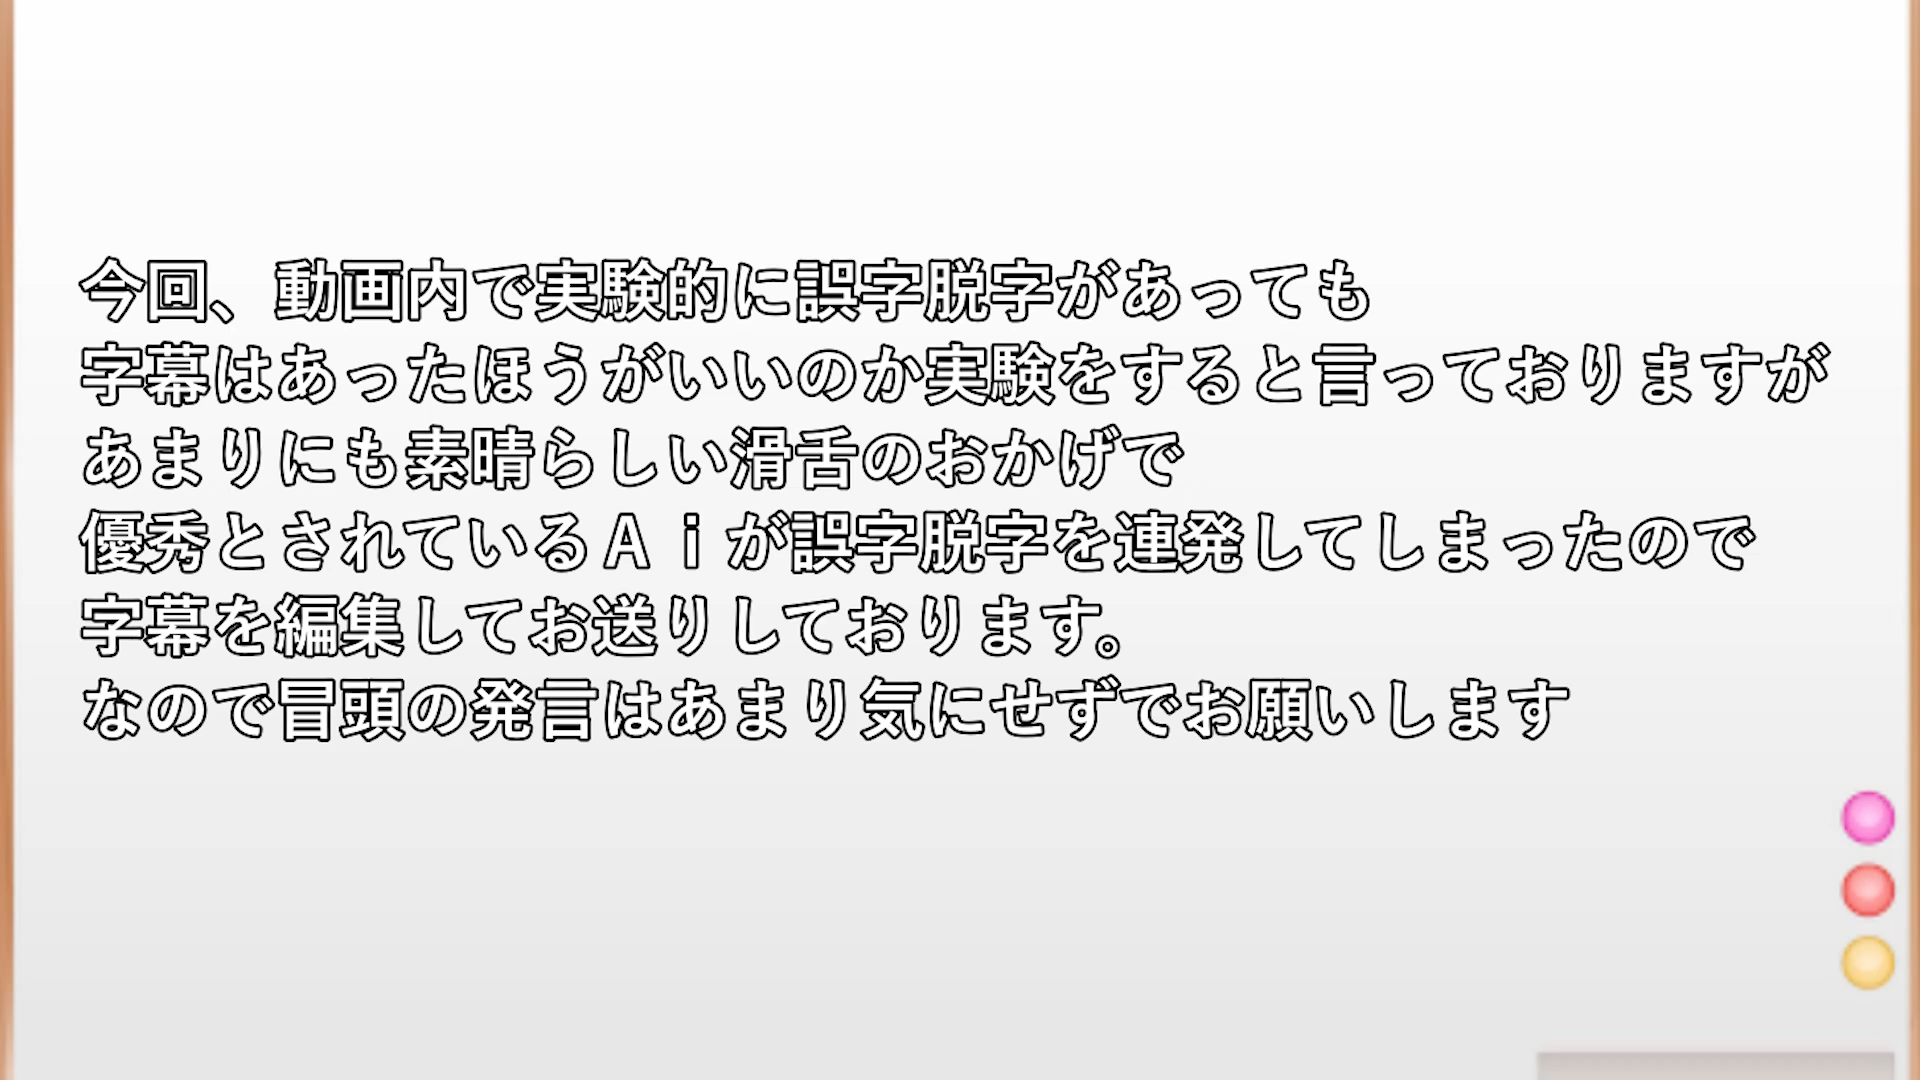 今回、動画内で実験的に誤字脱字があっても
字幕はあったほうがいいのか実験をすると言っておりますが
あまりにも素晴らしい滑舌のおかげで
優秀とされているＡｉが誤字脱字を連発してしまったので
字幕を編集してお送りしております。
なので冒頭の発言はあまり気にせずでお願いします